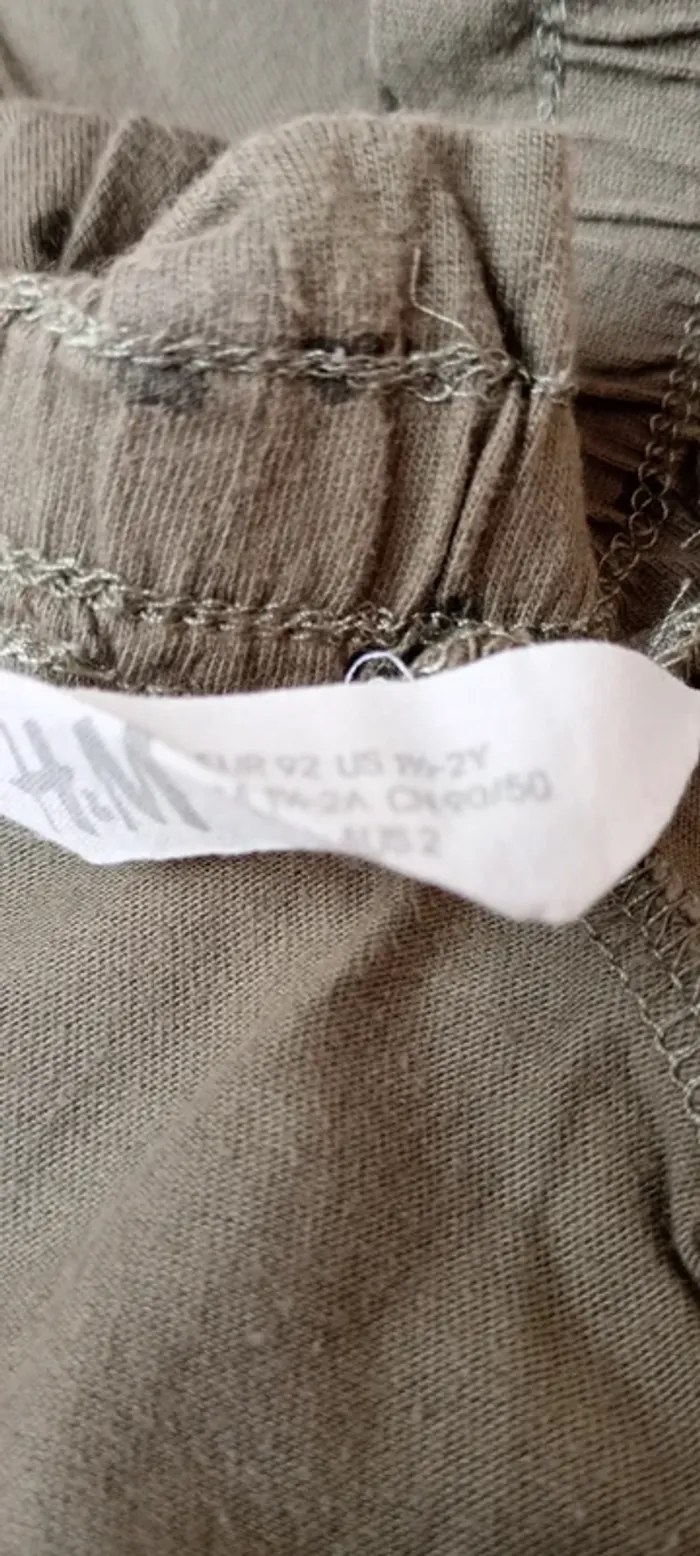 H&M
EUR 92 US 1½-2Y
1½-2A CN 90/50
AUS 2